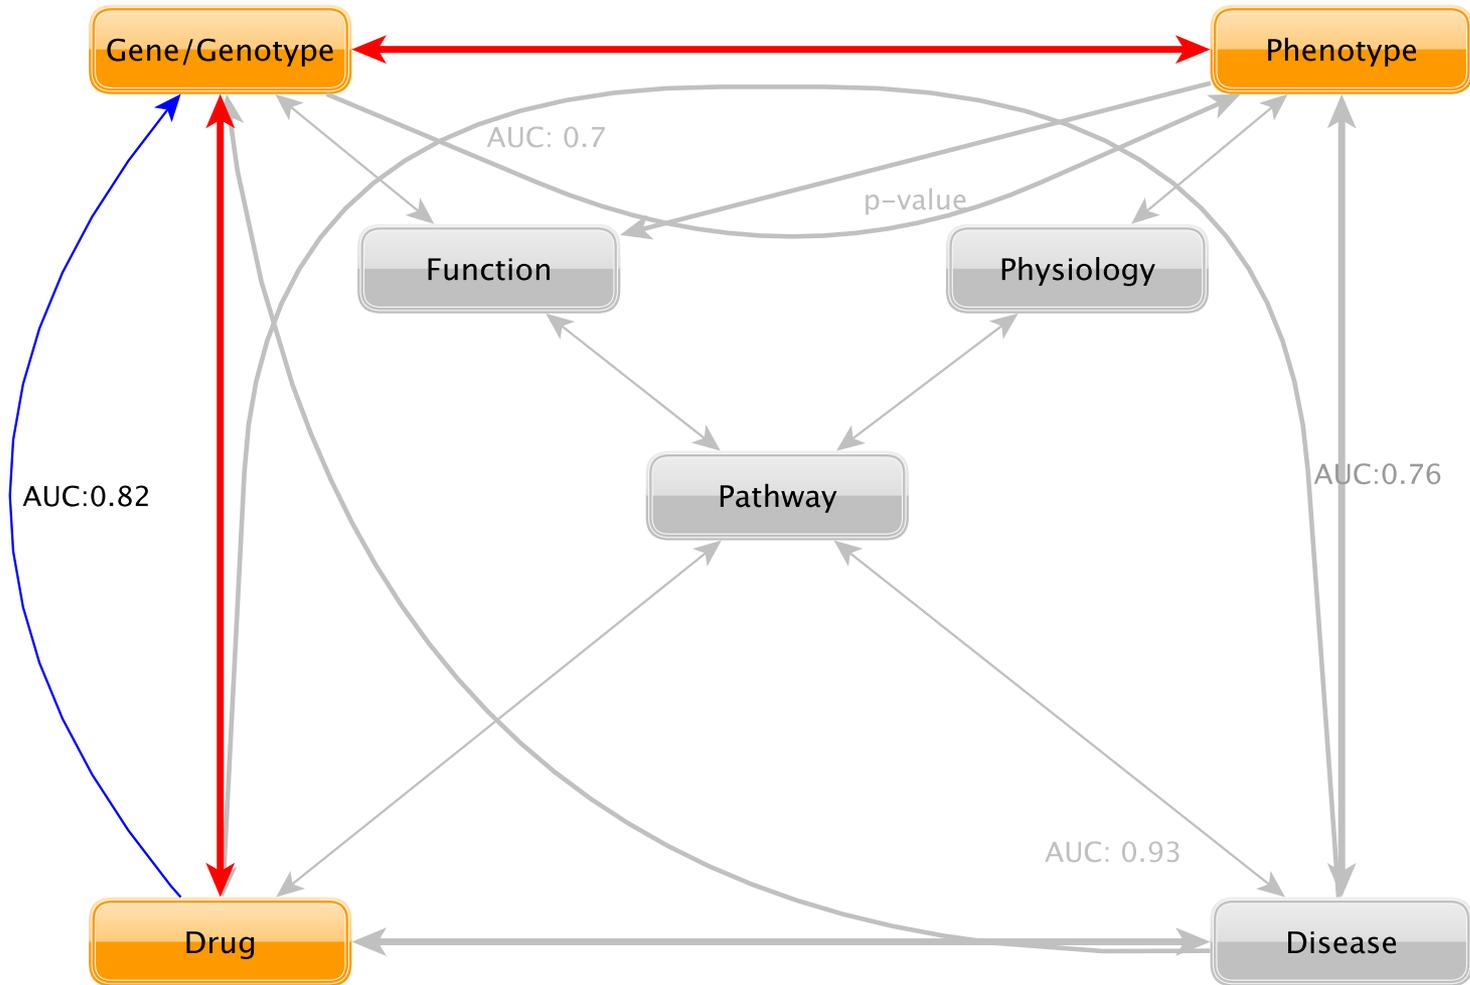 Gene/Genotype
Phenotype
AUC: 0.7
p-value
Function
Physiology
AUC:0.76
AUC:0.82
Pathway
AUC: 0.93
Drug
Disease